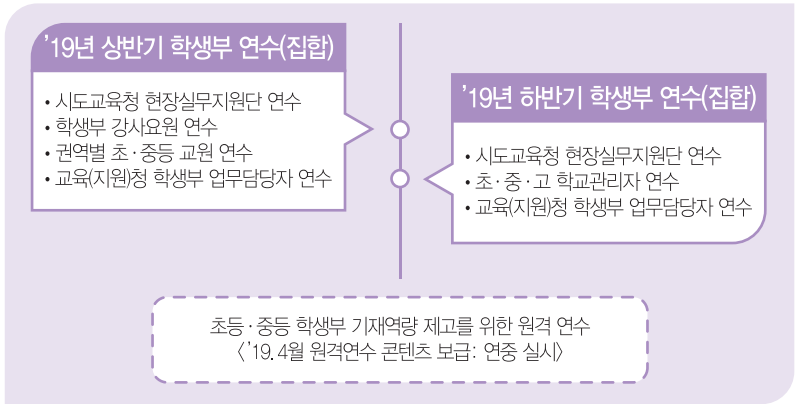 ’19년 상반기 학생부 연수(집합)
• 시도교육청 현장실무지원단 연수
• 학생부 강사요원 연수
• 권역별 초·중등 교원 연수
• 교육(지원)청 학생부 업무담당자 연수
’19년 하반기 학생부 연수(집합)
• 시도교육청 현장실무지원단 연수
• 초·중·고 학교관리자 연수
• 교육(지원)청 학생부 업무담당자 연수
초등·중등 학생부 기재역량 제고를 위한 원격 연수
〈’19. 4월 원격연수 콘텐츠 보급: 연중 실시〉